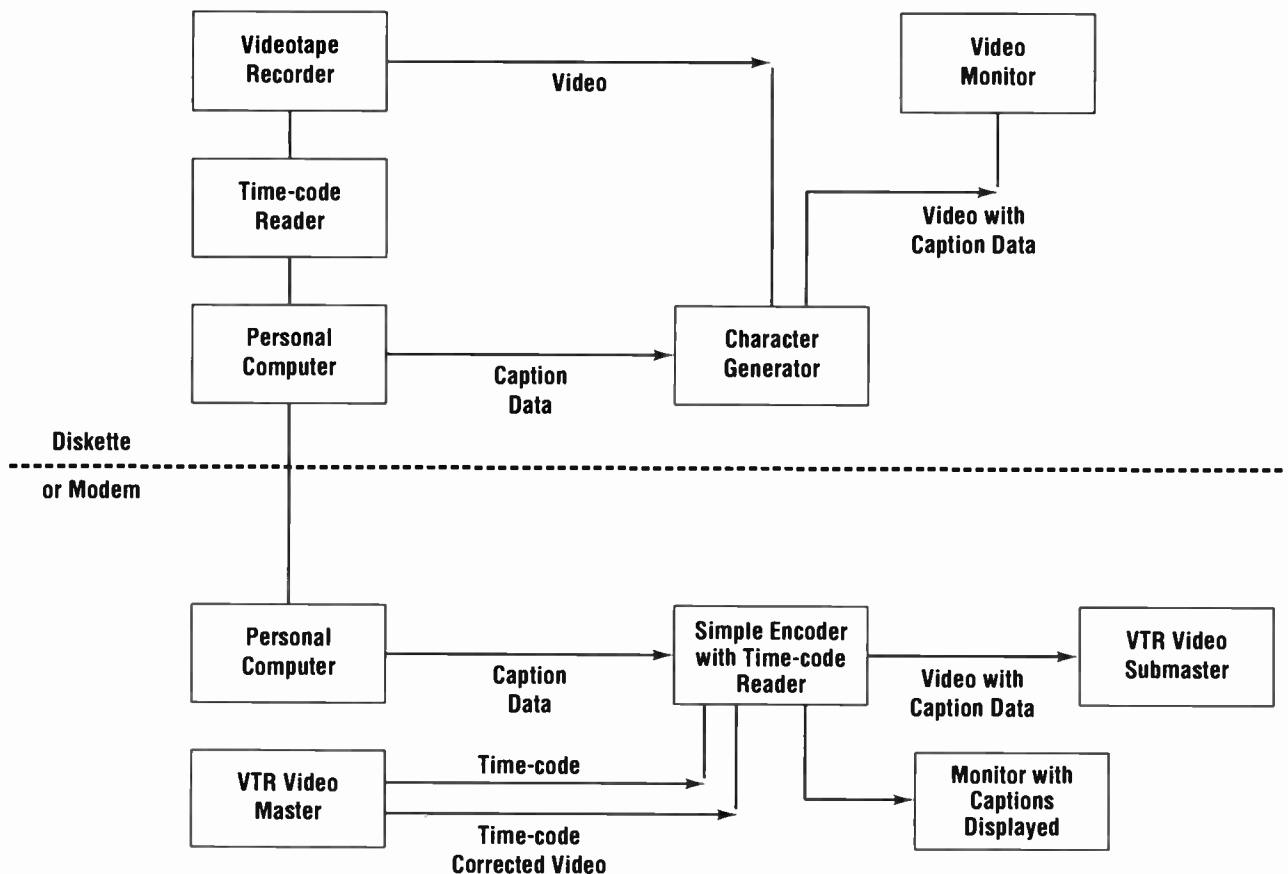 Videotape
Recorder
Video
Video
Monitor
Time-code
Reader
Video with
Caption Data
Personal
Computer
Caption
Data
Character
Generator
Diskette
or Modem
Personal
Computer
Caption
Data
Simple Encoder
with Time-code
Reader
Video with
Caption Data
VTR Video
Submaster
VTR Video
Master
Time-code
Time-code
Corrected Video
Monitor with
Captions
Displayed